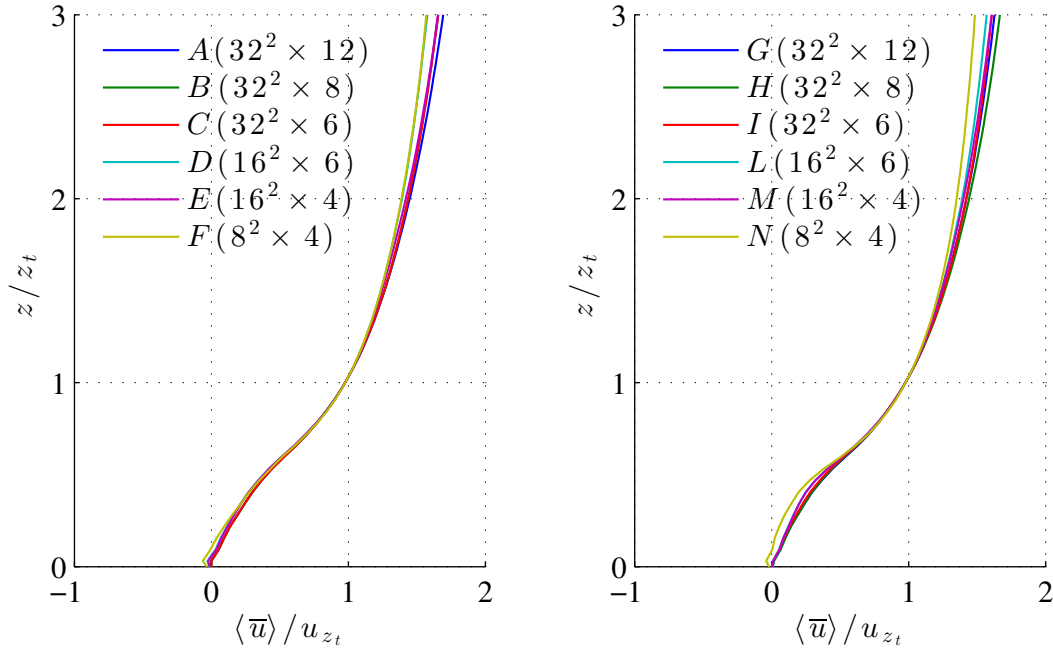 3
2
1
0
z/z_t
A(32² × 12)
B(32² × 8)
C(32² × 6)
D(16² × 6)
E(16² × 4)
F(8² × 4)
−1 0 1 2
⟨u̅⟩/u_{z_t}
3
2
1
0
z/z_t
G(32² × 12)
H(32² × 8)
I(32² × 6)
L(16² × 6)
M(16² × 4)
N(8² × 4)
−1 0 1 2
⟨u̅⟩/u_{z_t}